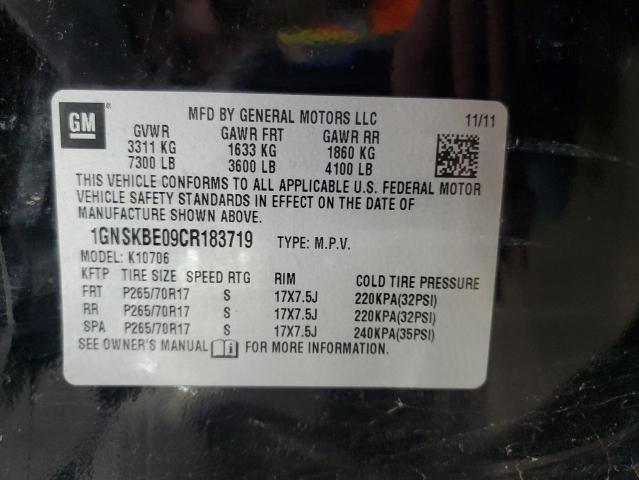 GM ®
MFD BY GENERAL MOTORS LLC 11/11
GVWR GAWR FRT GAWR RR
3311 KG 1633 KG 1860 KG
7300 LB 3600 LB 4100 LB
THIS VEHICLE CONFORMS TO ALL APPLICABLE U.S. FEDERAL MOTOR
VEHICLE SAFETY STANDARDS IN EFFECT ON THE DATE OF
MANUFACTURE SHOWN ABOVE.
1GNSKBE09CR183719 TYPE: M.P.V.
MODEL: K10706
KFTP TIRE SIZE SPEED RTG RIM COLD TIRE PRESSURE
FRT P265/70R17 S 17X7.5J 220KPA(32PSI)
RR P265/70R17 S 17X7.5J 220KPA(32PSI)
SPA P265/70R17 S 17X7.5J 240KPA(35PSI)
SEE OWNER'S MANUAL i FOR MORE INFORMATION.